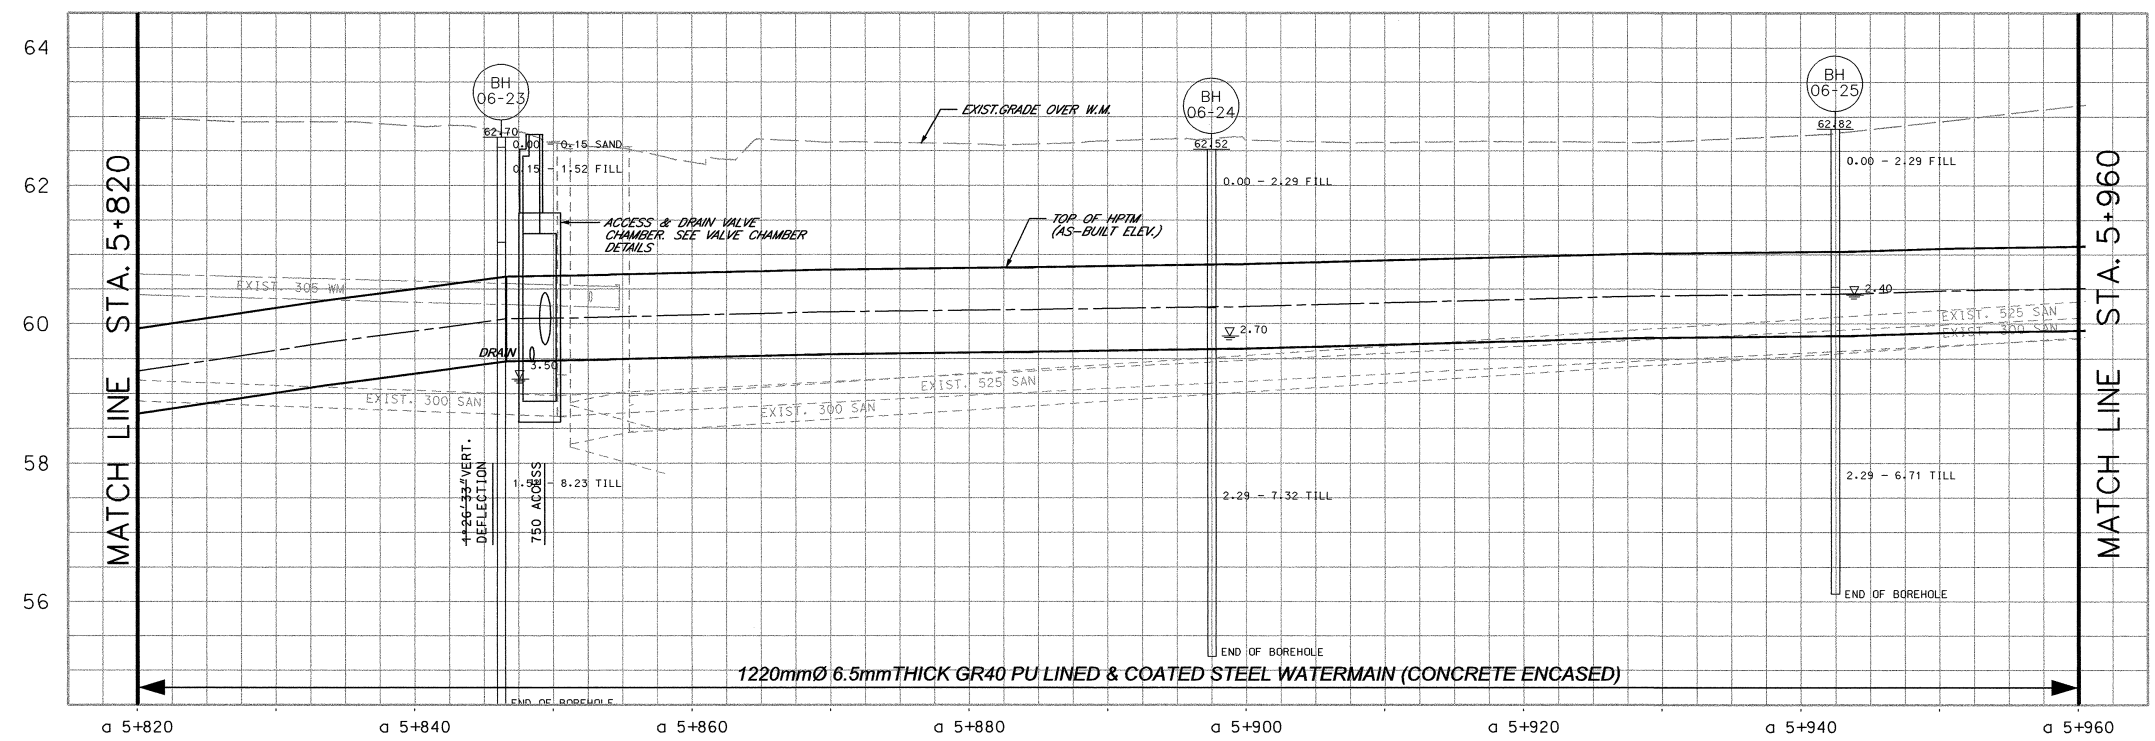 64
62
60
58
56
MATCH LINE STA. 5+820
BH
06-23
62.70
0.00 - 0.15 SAND
0.15 - 1.52 FILL
ACCESS & DRAIN VALVE
CHAMBER. SEE VALVE CHAMBER
DETAILS
EXIST. 305 WM
DRAIN
3.50
EXIST. 300 SAN
1°26'33"VERT.
DEFLECTION
750 ACCESS
1.52 - 8.23 TILL
END OF BOREHOLE
EXIST.GRADE OVER W.M.
TOP OF HPTM
(AS-BUILT ELEV.)
EXIST. 525 SAN
EXIST. 300 SAN
BH
06-24
62.52
0.00 - 2.29 FILL
2.70
2.29 - 7.32 TILL
END OF BOREHOLE
BH
06-25
62.82
0.00 - 2.29 FILL
2.40
EXIST. 525 SAN
EXIST. 300 SAN
2.29 - 6.71 TILL
END OF BOREHOLE
MATCH LINE STA. 5+960
1220mmØ 6.5mmTHICK GR40 PU LINED & COATED STEEL WATERMAIN (CONCRETE ENCASED)
a 5+820
a 5+840
a 5+860
a 5+880
a 5+900
a 5+920
a 5+940
a 5+960